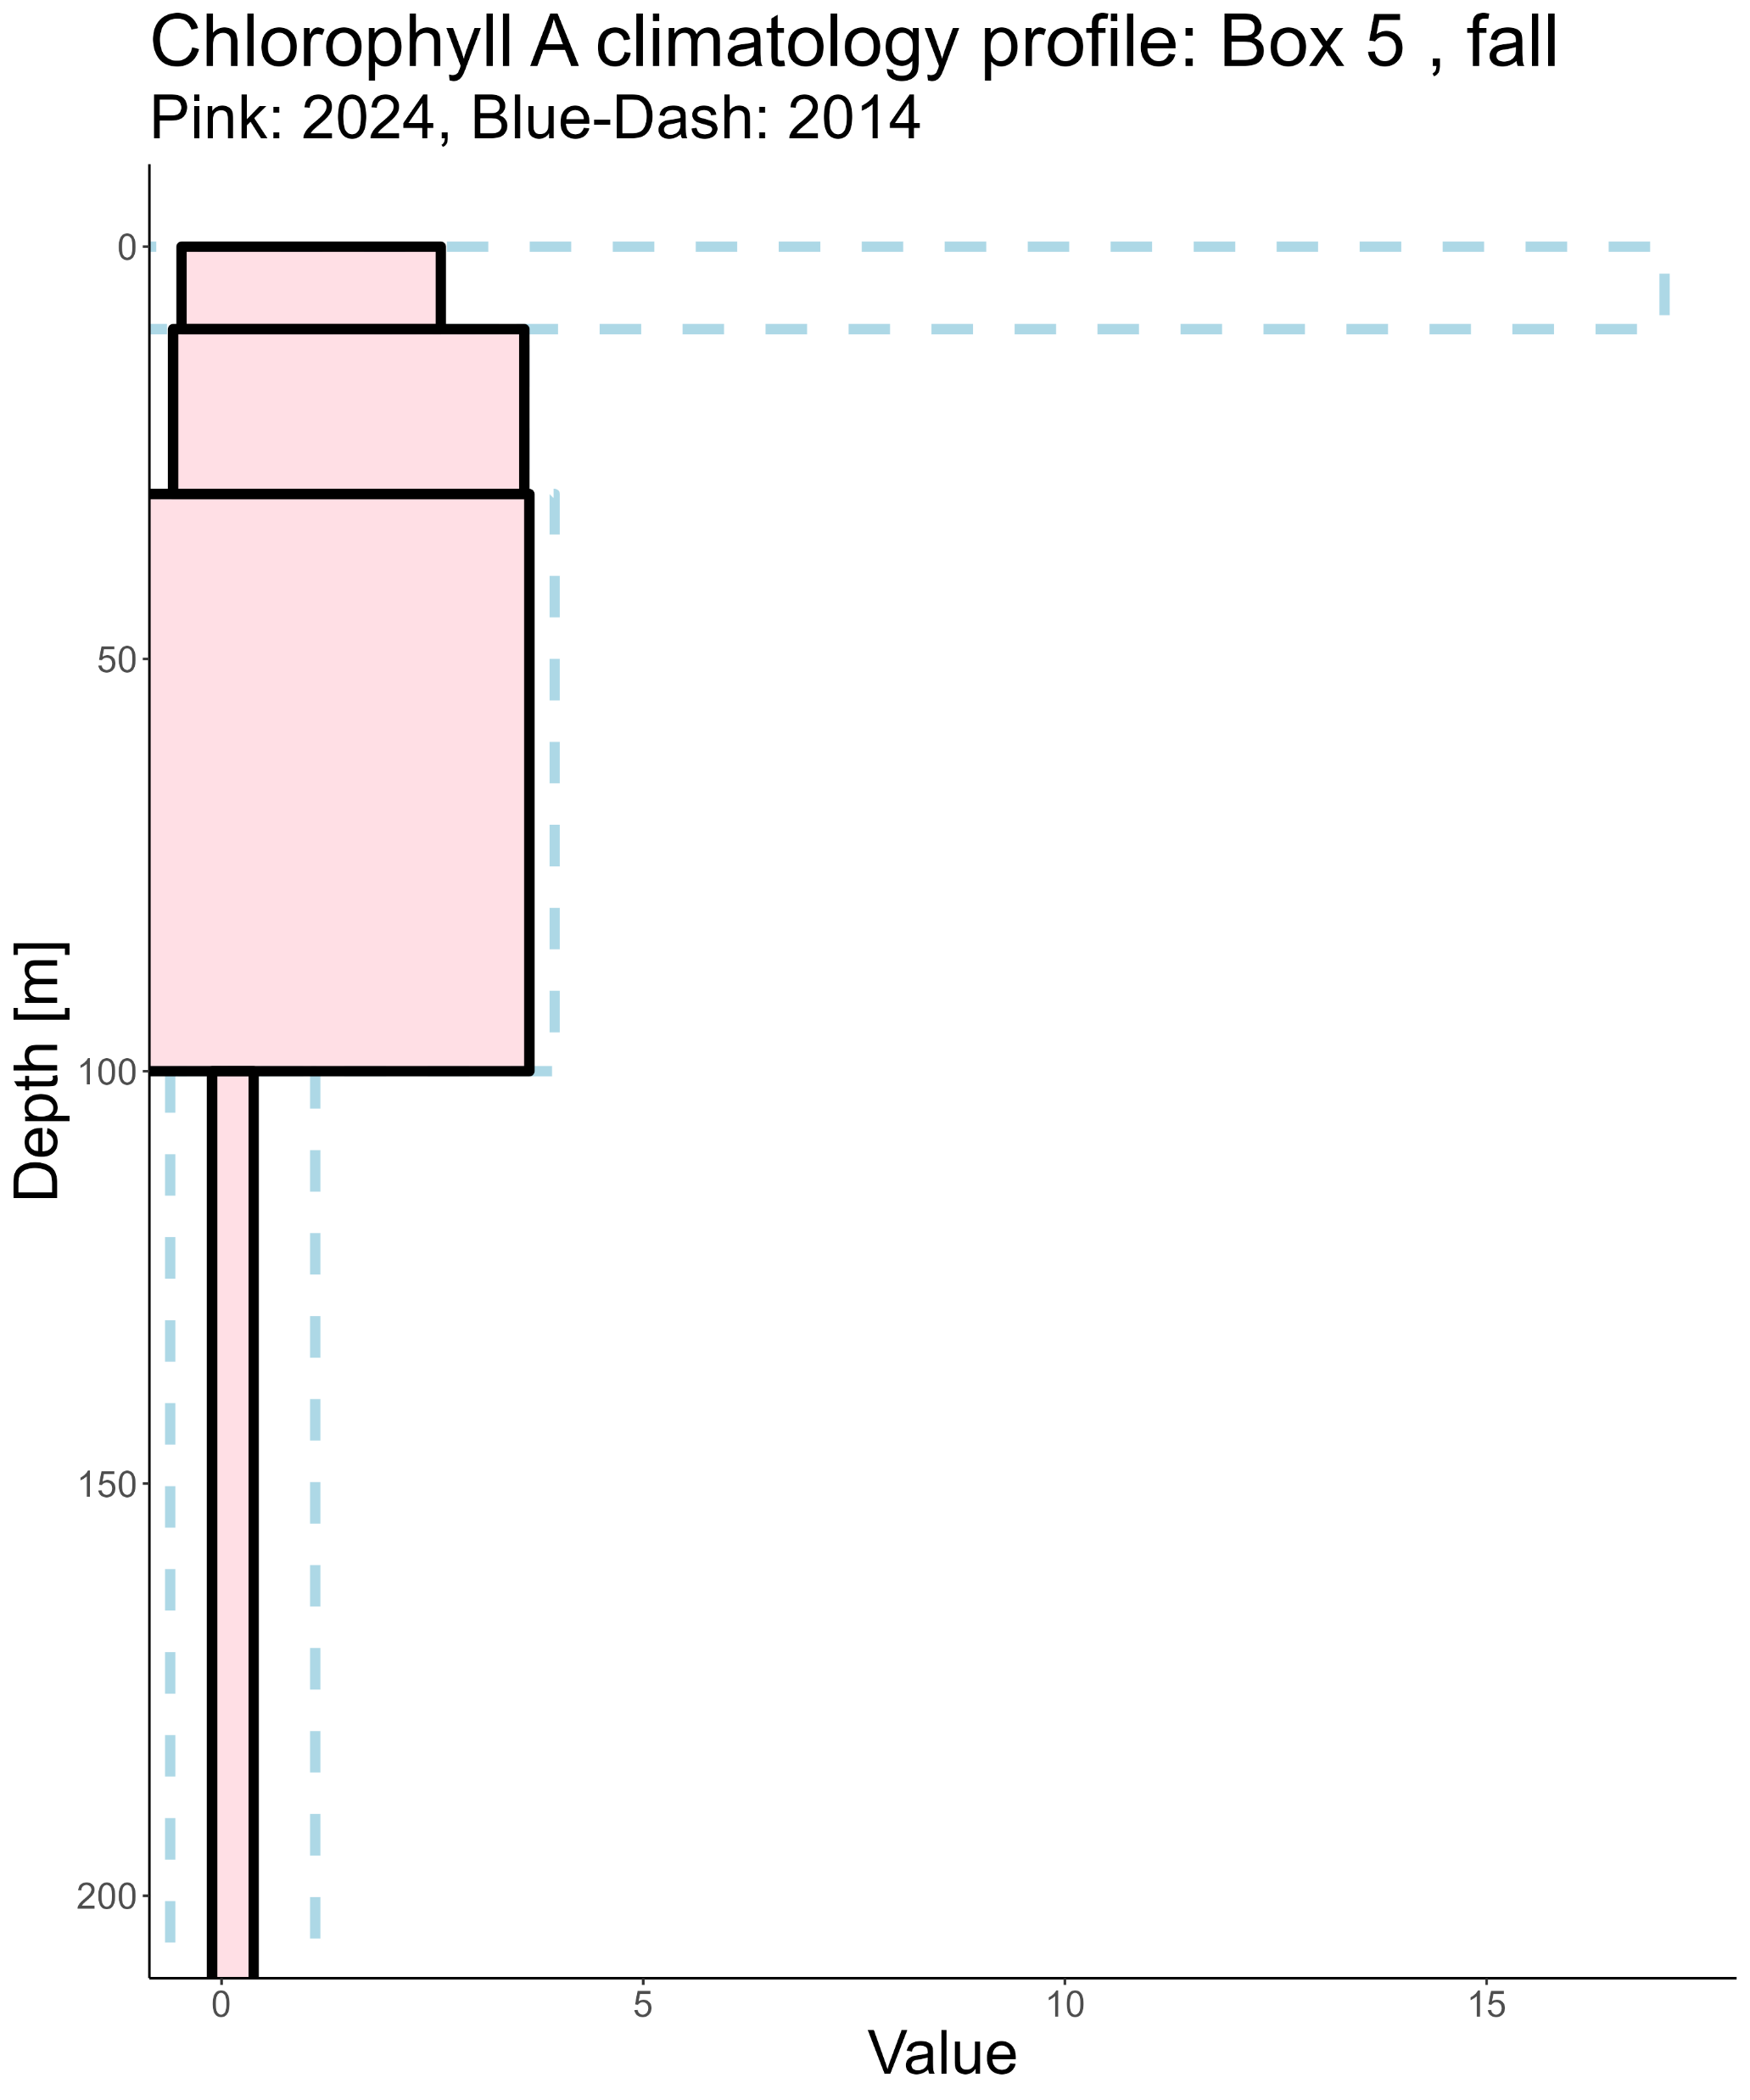 Chlorophyll A climatology profile: Box 5 , fall
Pink: 2024, Blue-Dash: 2014
0
50
100
150
200
Depth [m]
0 5 10 15
Value